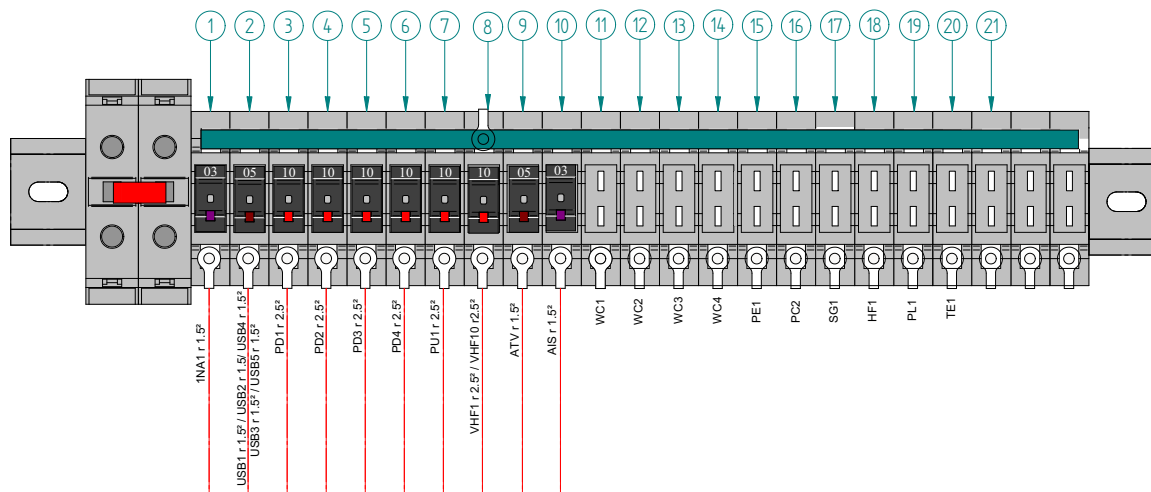 1 2 3 4 5 6 7 8 9 10 11 12 13 14 15 16 17 18 19 20 21
03 05 10 10 10 10 10 10 05 03
1NA1 r 1.5²
USB1 r 1.5² / USB2 r 1.5/ USB4 r 1.5²
USB3 r 1.5² / USB5 r 1.5²
PD1 r 2.5²
PD2 r 2.5²
PD3 r 2.5²
PD4 r 2.5²
PU1 r 2.5²
VHF1 r 2.5² / VHF10 r2.5²
ATV r 1.5²
AIS r 1.5²
WC1
WC2
WC3
WC4
PE1
PC2
SG1
HF1
PL1
TE1